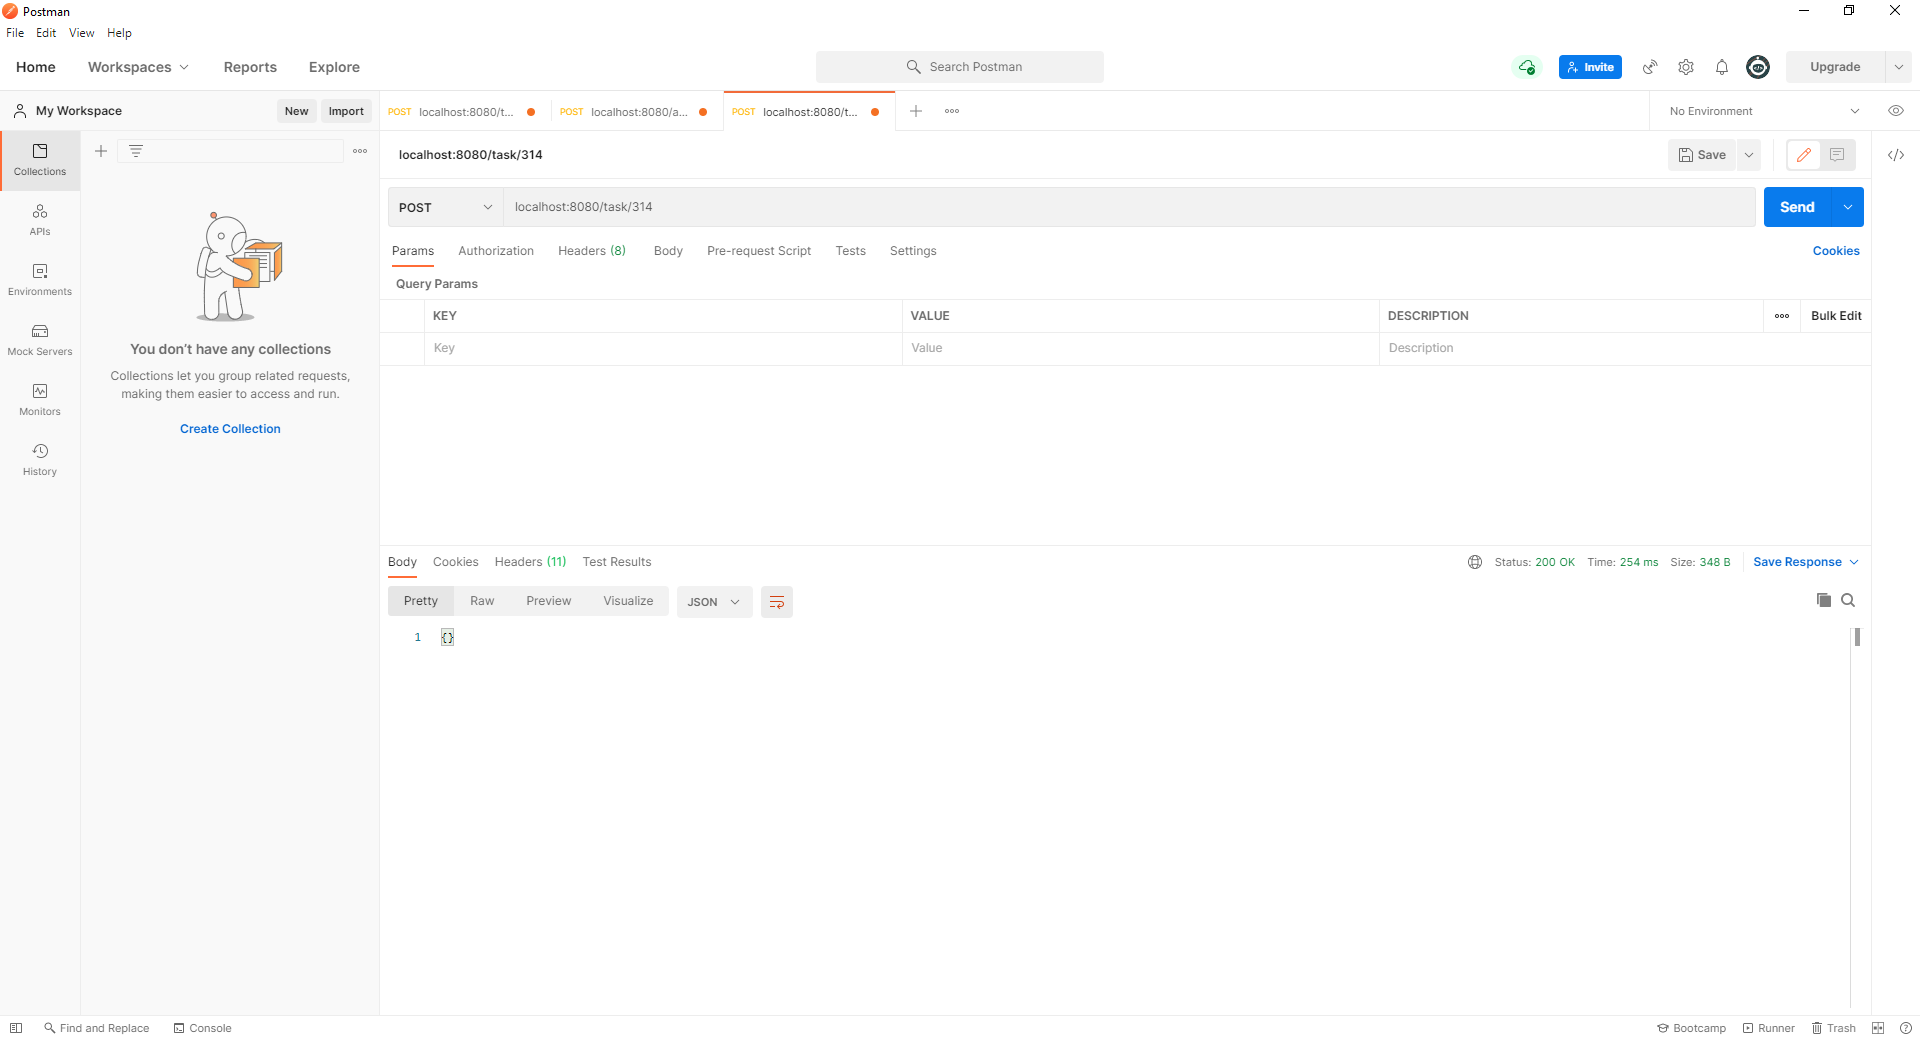 Postman
File Edit View Help
Home Workspaces Reports Explore Search Postman Invite Upgrade
My Workspace New Import POST localhost:8080/t... POST localhost:8080/a... POST localhost:8080/t... No Environment
Collections
APIs
Environments
Mock Servers
Monitors
History
You don't have any collections
Collections let you group related requests,
making them easier to access and run.
Create Collection
localhost:8080/task/314 Save
POST localhost:8080/task/314 Send
Params Authorization Headers (8) Body Pre-request Script Tests Settings Cookies
Query Params
KEY VALUE DESCRIPTION Bulk Edit
Key Value Description
Body Cookies Headers (11) Test Results Status: 200 OK Time: 254 ms Size: 348 B Save Response
Pretty Raw Preview Visualize JSON
1 {}
Find and Replace Console Bootcamp Runner Trash